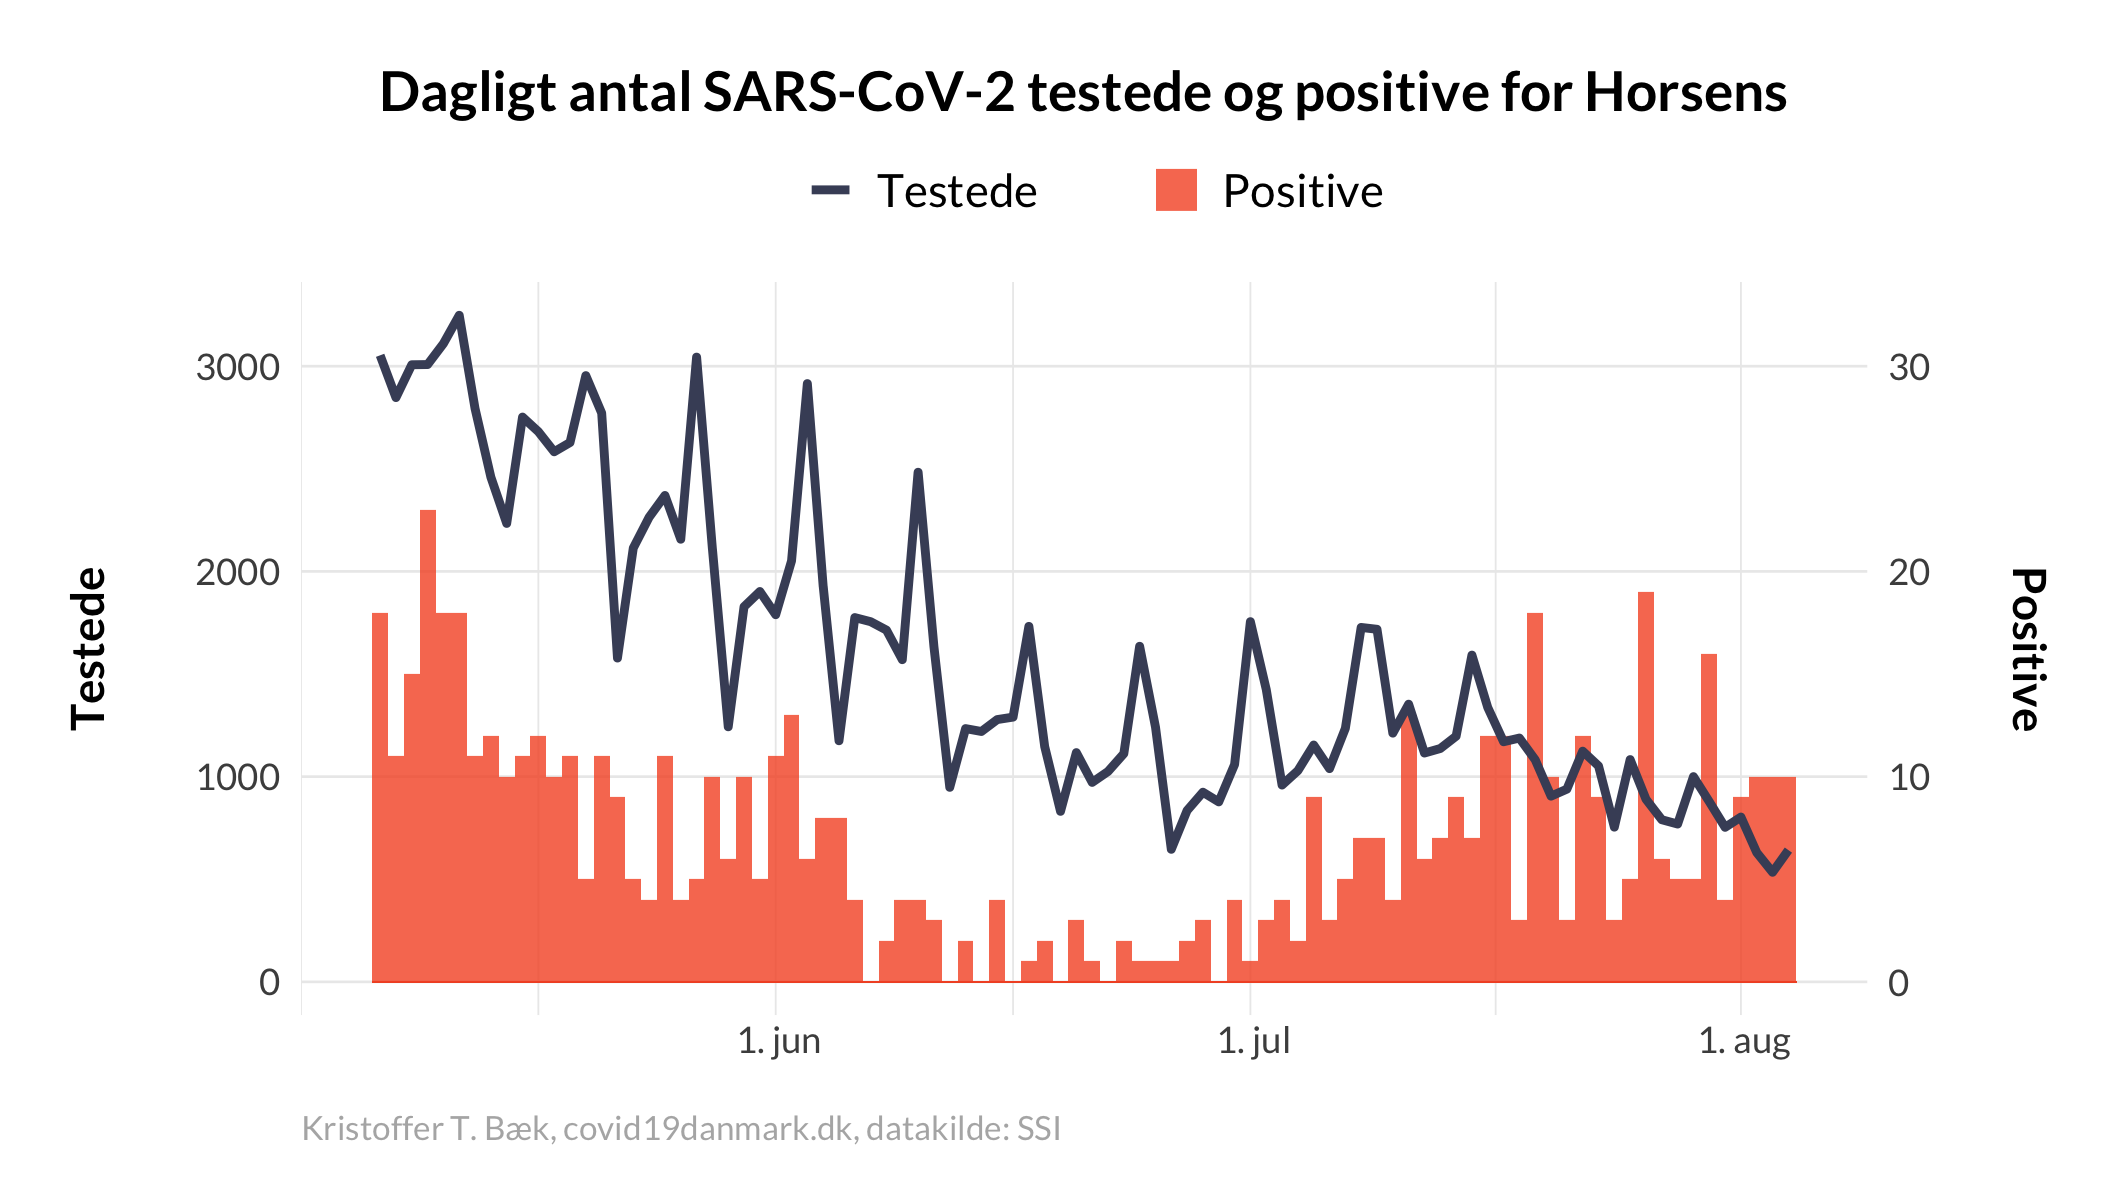 Dagligt antal SARS-CoV-2 testede og positive for Horsens
Testede Positive
3000 30
2000 20
1000 10
0 0
Testede
Positive
1. jun 1. jul 1. aug
Kristoffer T. Bæk, covid19danmark.dk, datakilde: SSI